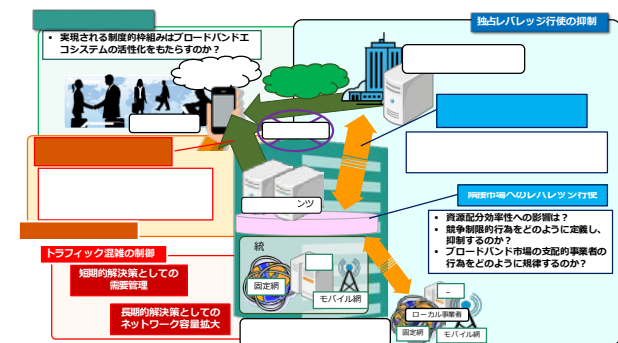 独占レバレッジ行使の抑制
• 実現される制度的枠組みはブロードバンドエ
コシステムの活性化をもたらすのか？
隣接市場へのレバレッジ行使
• 資源配分効率性への影響は？
• 競争制限的行為をどのように定義し、
抑制するのか？
• ブロードバンド市場の支配的事業者の
行為をどのように規律するのか？
ンツ
トラフィック混雑の制御
短期的解決策としての
需要管理
長期的解決策としての
ネットワーク容量拡大
統
固定網
モバイル網
ローカル事業者
固定網
モバイル網